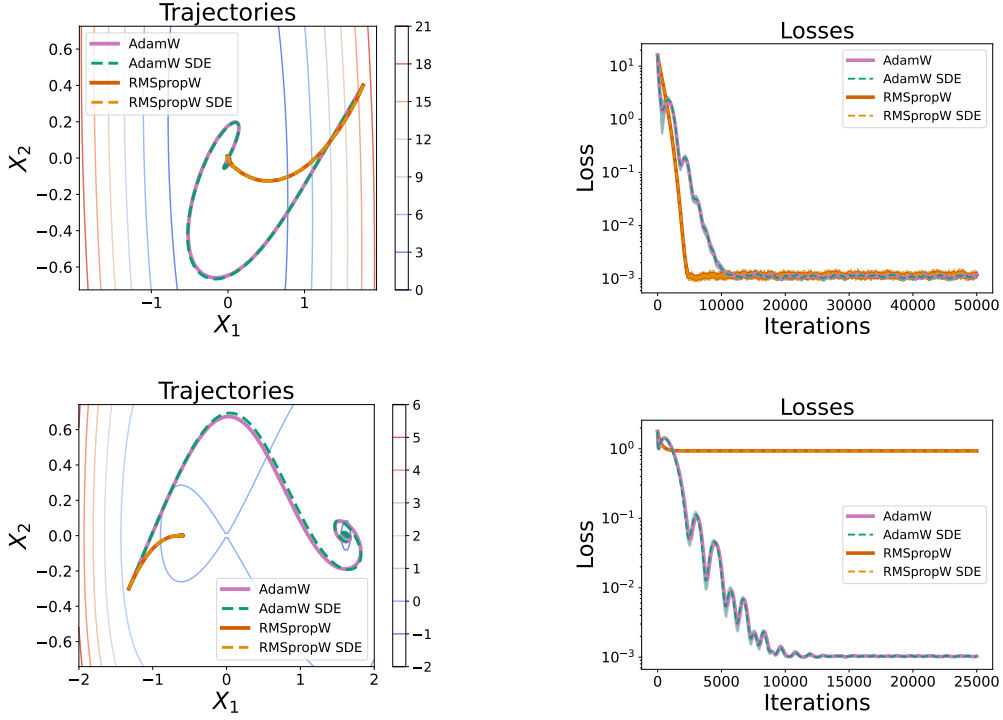 Trajectories
X_2
0.6
0.4
0.2
0.0
−0.2
−0.4
−0.6
−1
0
1
X_1
AdamW
AdamW SDE
RMSpropW
RMSpropW SDE
21
18
15
12
9
6
3
0
Losses
Loss
10^1
10^0
10^−1
10^−2
10^−3
0
10000
20000
30000
40000
50000
Iterations
AdamW
AdamW SDE
RMSpropW
RMSpropW SDE
Trajectories
X_2
0.6
0.4
0.2
0.0
−0.2
−0.4
−0.6
−2
−1
0
1
2
X_1
AdamW
AdamW SDE
RMSpropW
RMSpropW SDE
6
5
4
3
2
1
0
−1
−2
Losses
Loss
10^0
10^−1
10^−2
10^−3
0
5000
10000
15000
20000
25000
Iterations
AdamW
AdamW SDE
RMSpropW
RMSpropW SDE